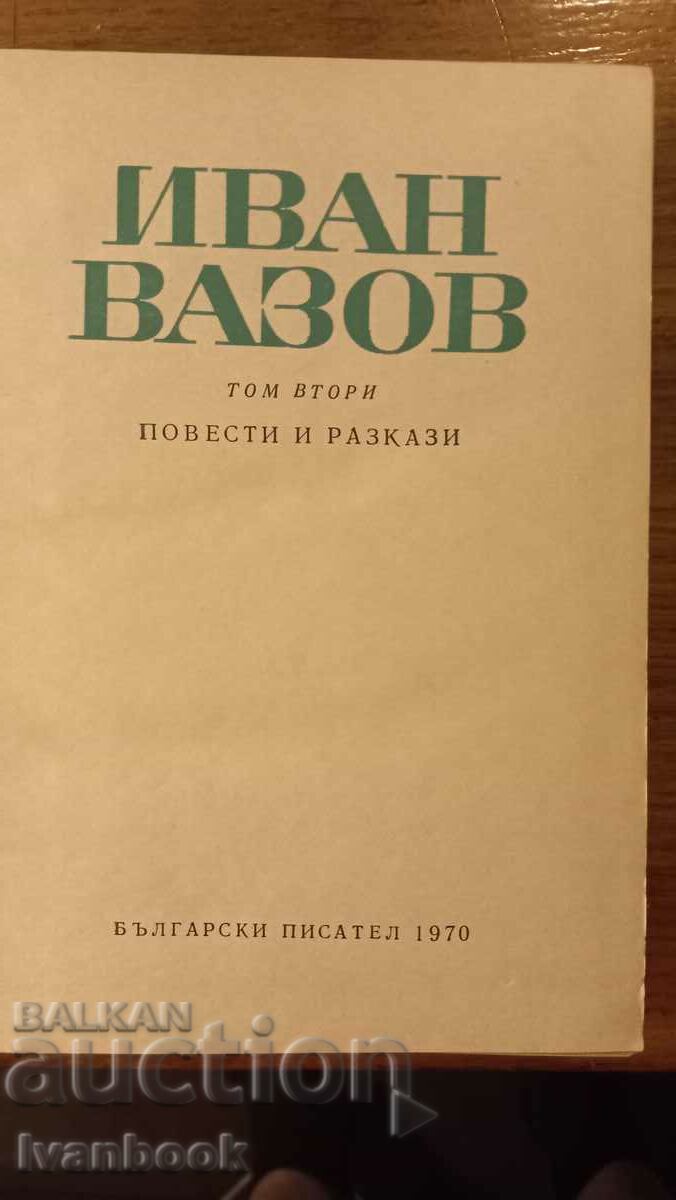 ИВАН
ВАЗОВ
ТОМ ВТОРИ
ПОВЕСТИ И РАЗКАЗИ
БЪЛГАРСКИ ПИСАТЕЛ 1970
BALKAN
auction
Ivanbook